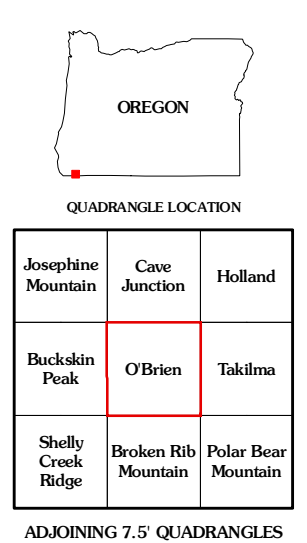 OREGON
QUADRANGLE LOCATION
Josephine
Mountain
Cave
Junction
Holland
Buckskin
Peak
O'Brien
Takilma
Shelly
Creek
Ridge
Broken Rib
Mountain
Polar Bear
Mountain
ADJOINING 7.5' QUADRANGLES